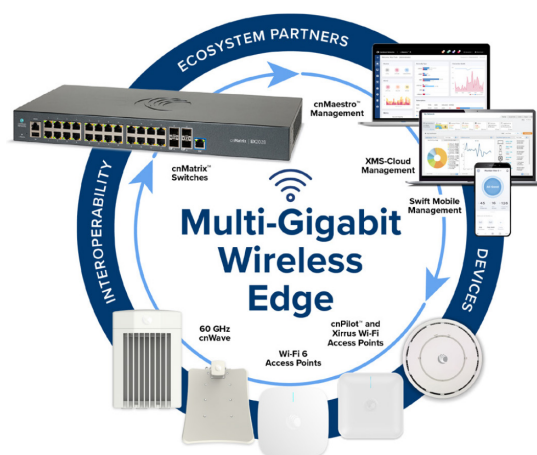 ECOSYSTEM PARTNERS
cnMaestro™
Management
cnMatrix™
Switches
XMS-Cloud
Management
Swift Mobile
Management
INTEROPERABILITY
Multi-Gigabit
Wireless
Edge
DEVICES
60 GHz
cnWave
Wi-Fi 6
Access Points
cnPilot™ and
Xirrus Wi-Fi
Access Points